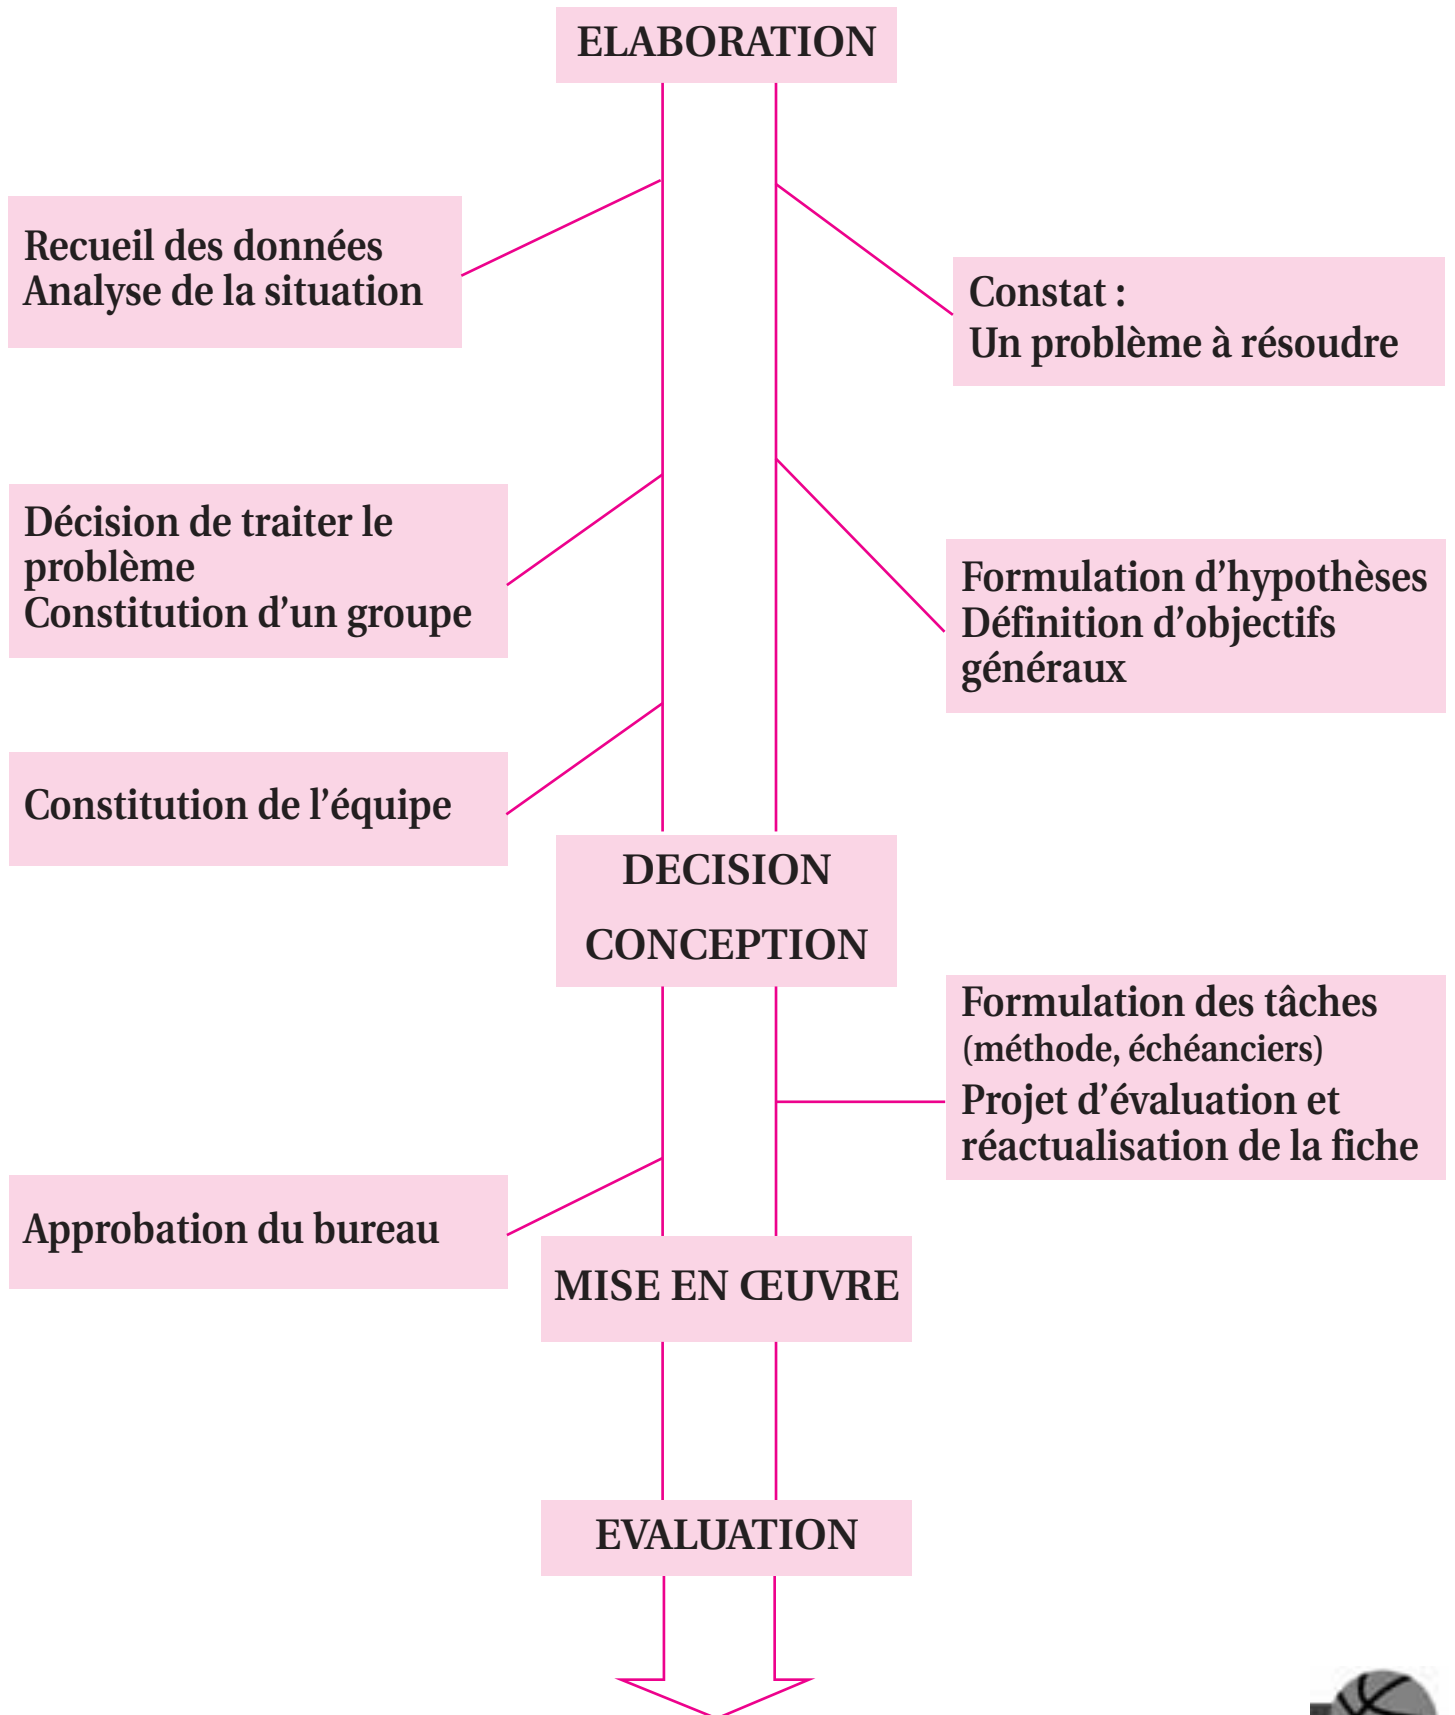 ELABORATION
Recueil des données
Analyse de la situation
Constat :
Un problème à résoudre
Décision de traiter le
problème
Constitution d’un groupe
Formulation d’hypothèses
Définition d’objectifs
généraux
Constitution de l’équipe
DECISION
CONCEPTION
Formulation des tâches
(méthode, échéanciers)
Projet d’évaluation et
réactualisation de la fiche
Approbation du bureau
MISE EN ŒUVRE
EVALUATION